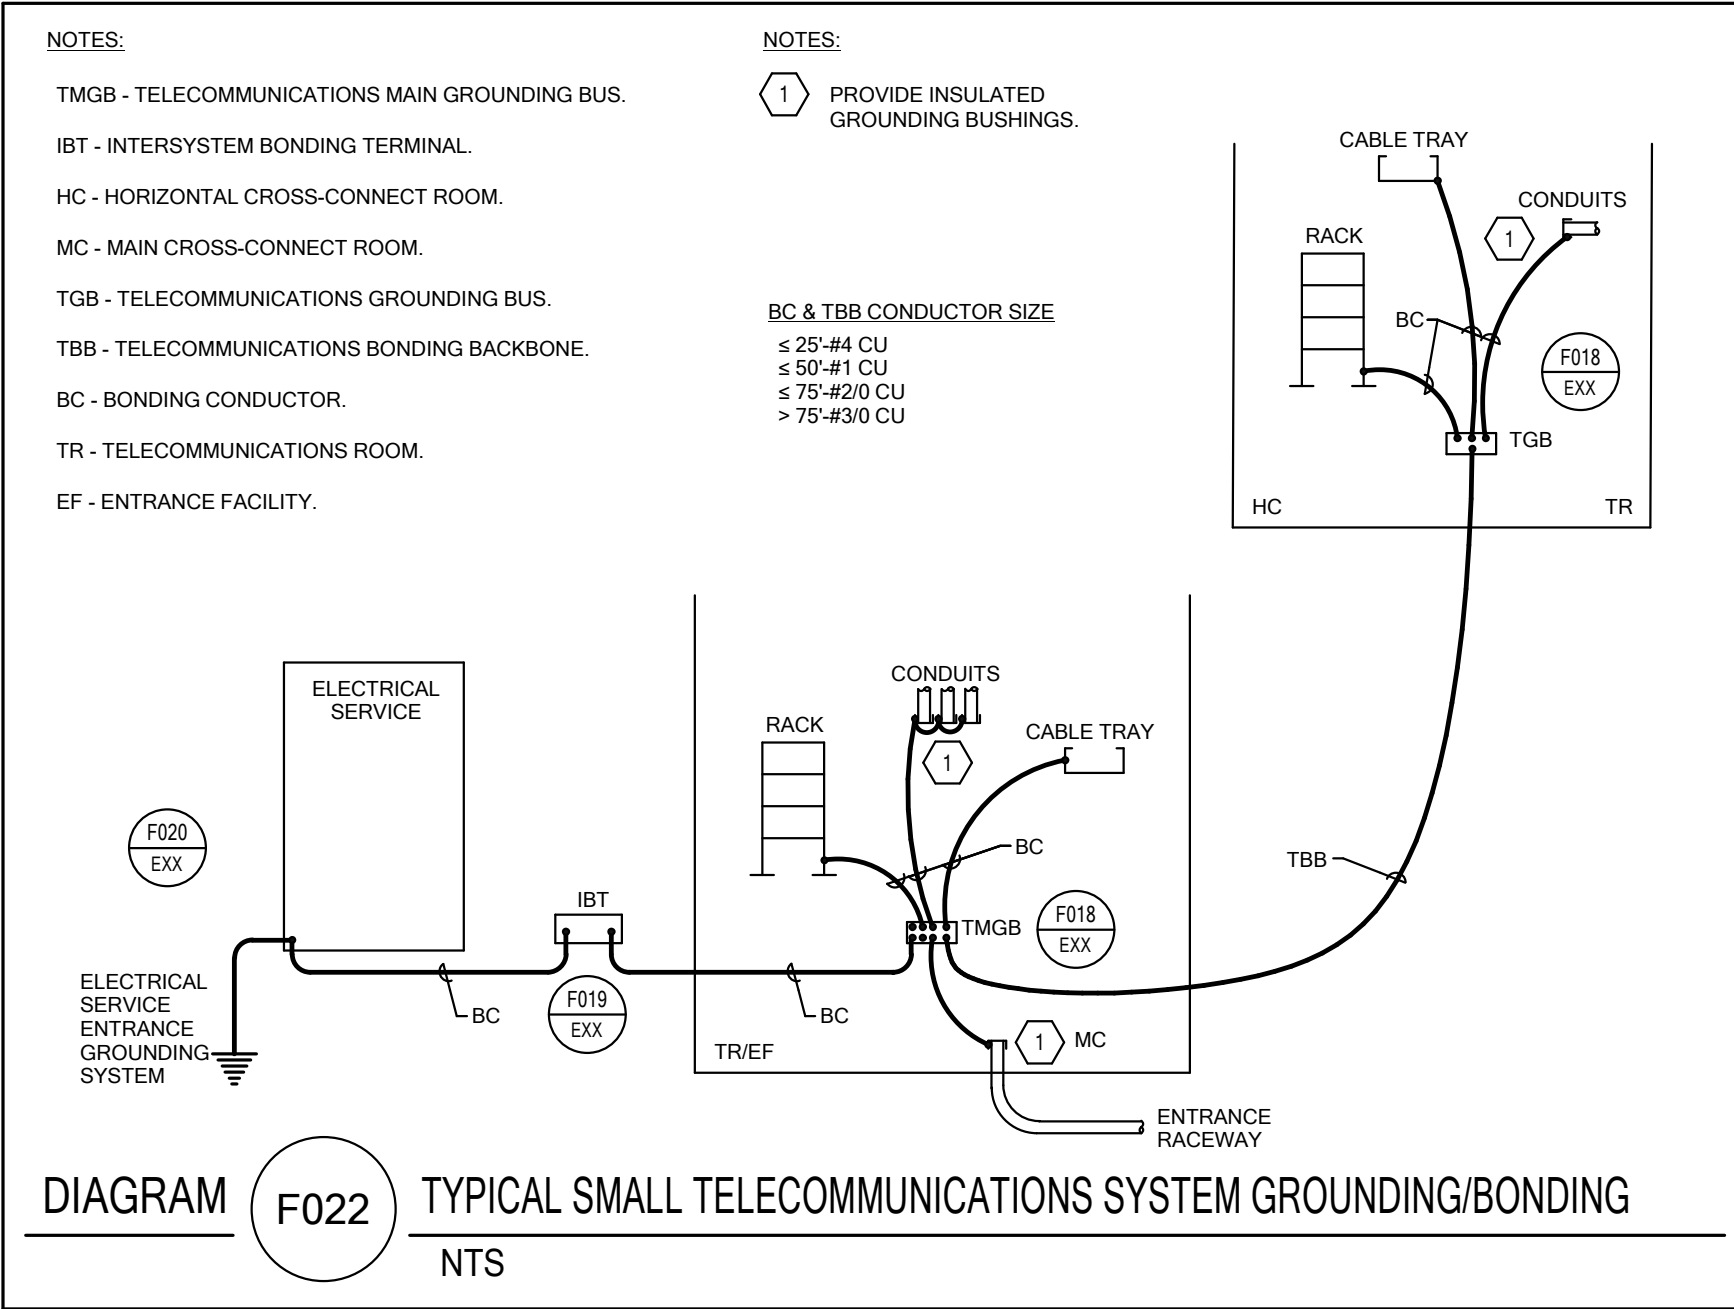 NOTES:
TMGB - TELECOMMUNICATIONS MAIN GROUNDING BUS.
IBT - INTERSYSTEM BONDING TERMINAL.
HC - HORIZONTAL CROSS-CONNECT ROOM.
MC - MAIN CROSS-CONNECT ROOM.
TGB - TELECOMMUNICATIONS GROUNDING BUS.
TBB - TELECOMMUNICATIONS BONDING BACKBONE.
BC - BONDING CONDUCTOR.
TR - TELECOMMUNICATIONS ROOM.
EF - ENTRANCE FACILITY.
NOTES:
1 PROVIDE INSULATED
GROUNDING BUSHINGS.
BC & TBB CONDUCTOR SIZE
≤ 25'-#4 CU
≤ 50'-#1 CU
≤ 75'-#2/0 CU
> 75'-#3/0 CU
CABLE TRAY
CONDUITS
1
RACK
BC
F018
EXX
TGB
HC
TR
ELECTRICAL
SERVICE
F020
EXX
ELECTRICAL
SERVICE
ENTRANCE
GROUNDING
SYSTEM
BC
IBT
F019
EXX
CONDUITS
RACK
1
CABLE TRAY
BC
TMGB
F018
EXX
TBB
BC
TR/EF
1
MC
ENTRANCE
RACEWAY
DIAGRAM
F022
TYPICAL SMALL TELECOMMUNICATIONS SYSTEM GROUNDING/BONDING
NTS